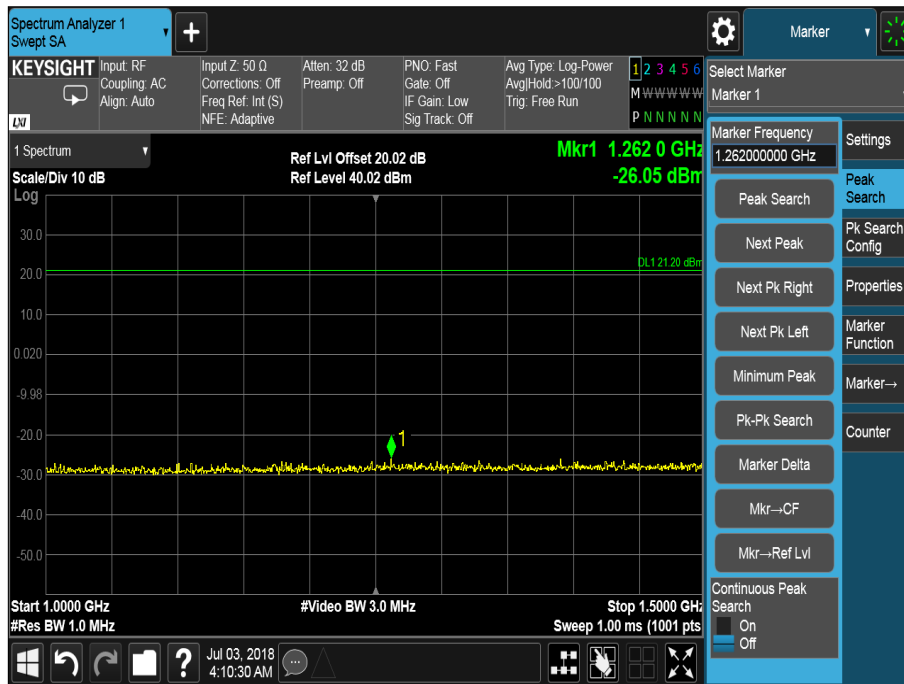 Spectrum Analyzer 1
Swept SA
Marker
KEYSIGHT
LXI
Input: RF
Coupling: AC
Align: Auto
Input Z: 50 Ω
Corrections: Off
Freq Ref: Int (S)
NFE: Adaptive
Atten: 32 dB
Preamp: Off
PNO: Fast
Gate: Off
IF Gain: Low
Sig Track: Off
Avg Type: Log-Power
Avg|Hold:>100/100
Trig: Free Run
1 2 3 4 5 6
M W W W W W
P N N N N N
Select Marker
Marker 1
1 Spectrum
Scale/Div 10 dB
Ref Lvl Offset 20.02 dB
Ref Level 40.02 dBm
Mkr1 1.262 0 GHz
-26.05 dBm
Log
30.0
20.0
10.0
0.020
-9.98
-20.0
-30.0
-40.0
-50.0
DL1 21.20 dBm
1
Start 1.0000 GHz
#Res BW 1.0 MHz
#Video BW 3.0 MHz
Stop 1.5000 GHz
Sweep 1.00 ms (1001 pts
Marker Frequency
1.262000000 GHz
Peak Search
Next Peak
Next Pk Right
Next Pk Left
Minimum Peak
Pk-Pk Search
Marker Delta
Mkr→CF
Mkr→Ref Lvl
Continuous Peak
Search
On
Off
Settings
Peak
Search
Pk Search
Config
Properties
Marker
Function
Marker→
Counter
?
Jul 03, 2018
4:10:30 AM